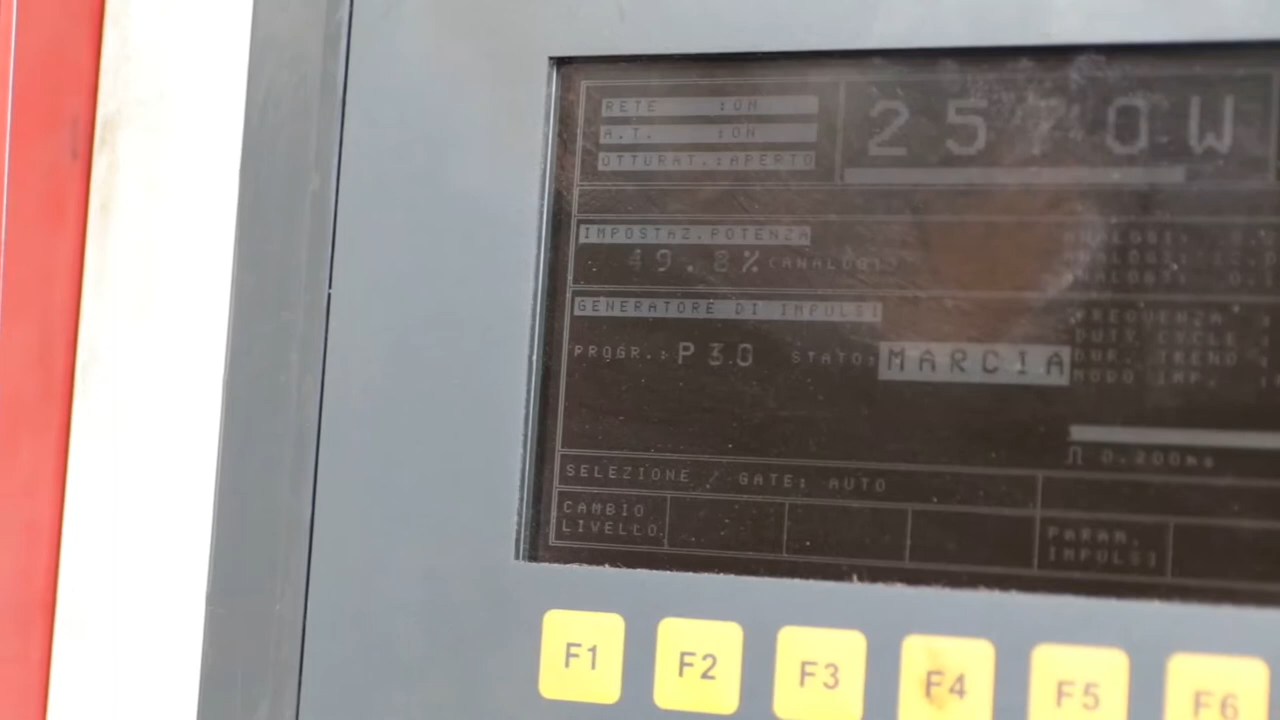 RETE :ON
A.T. :ON
OTTURAT.:APERTO
2570W
IMPOSTAZ.POTENZA
49.8% (ANALOGI)
GENERATORE DI IMPULSI
PROGR.: P30 STATO: MARCIA
FREQUENZA
DUTY CYCLE
DUR. TRENO
MODO IMP.
0.200ms
SELEZIONE / GATE: AUTO
CAMBIO
LIVELLO
PARAM.
IMPULSI
F1 F2 F3 F4 F5 F6